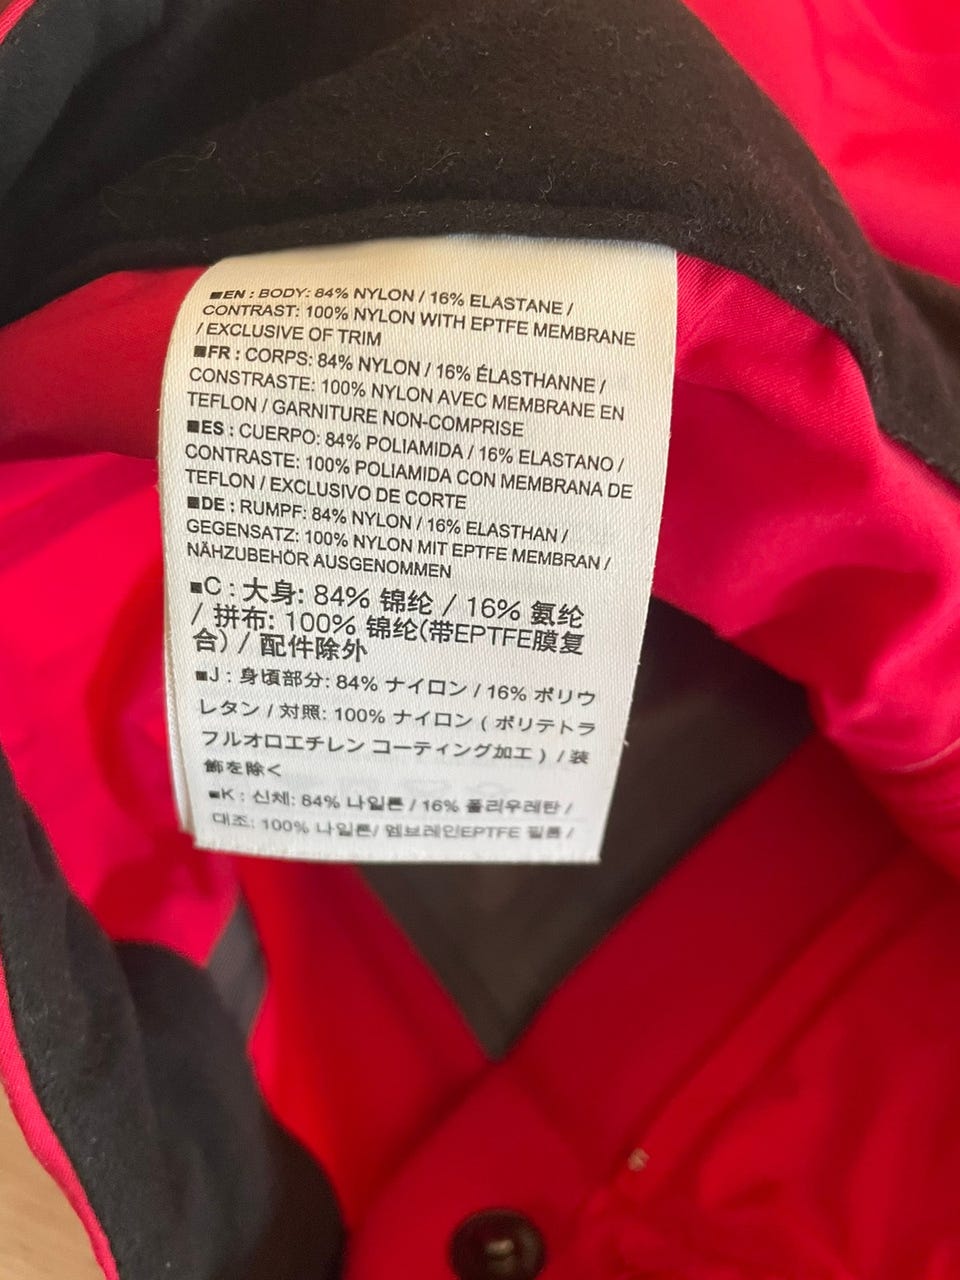 ■EN : BODY: 84% NYLON / 16% ELASTANE /
CONTRAST: 100% NYLON WITH EPTFE MEMBRANE
/ EXCLUSIVE OF TRIM
■FR : CORPS: 84% NYLON / 16% ÉLASTHANNE /
CONSTRASTE: 100% NYLON AVEC MEMBRANE EN
TEFLON / GARNITURE NON-COMPRISE
■ES : CUERPO: 84% POLIAMIDA / 16% ELASTANO /
CONTRASTE: 100% POLIAMIDA CON MEMBRANA DE
TEFLON / EXCLUSIVO DE CORTE
■DE : RUMPF: 84% NYLON / 16% ELASTHAN /
GEGENSATZ: 100% NYLON MIT EPTFE MEMBRAN /
NÄHZUBEHÖR AUSGENOMMEN
■C : 大身: 84% 锦纶 / 16% 氨纶
/ 拼布: 100% 锦纶(带EPTFE膜复
合) / 配件除外
■J : 身頃部分: 84% ナイロン / 16% ポリウ
レタン / 対照: 100% ナイロン ( ポリテトラ
フルオロエチレン コーティング加工 ) / 装
飾を除く
■K : 신체: 84% 나일론 / 16% 폴리우레탄 /
대조: 100% 나일론/ 멤브레인EPTFE 필름 /